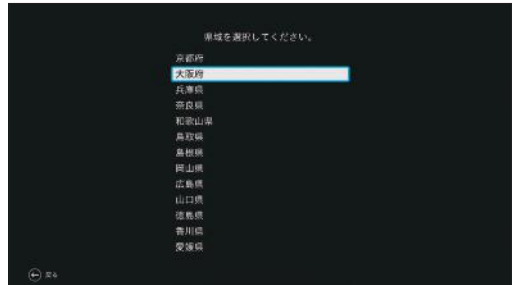 県域を選択してください。
京都府
大阪府
兵庫県
奈良県
和歌山県
鳥取県
島根県
岡山県
広島県
山口県
徳島県
香川県
愛媛県
戻る